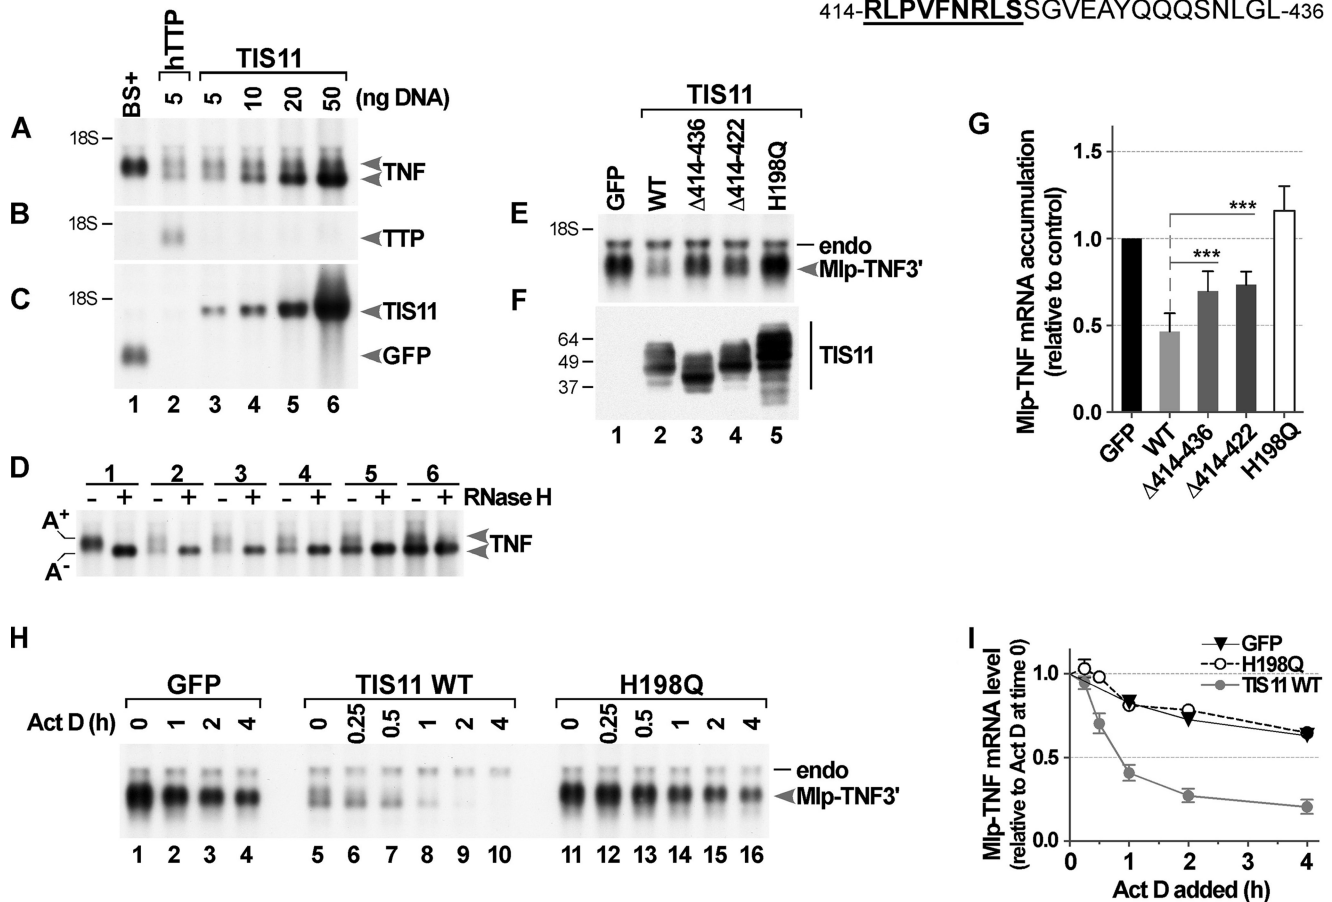 414-RLPVFNRLSSGVEAYQQQSNLGL-436
BS+
hTTP
TIS11
5 5 10 20 50 (ng DNA)
A
18S
TNF
B
18S
TTP
C
18S
TIS11
GFP
1 2 3 4 5 6
D
1 2 3 4 5 6
- + - + - + - + - + - + RNase H
A+
A-
TNF
TIS11
GFP WT Δ414-436 Δ414-422 H198Q
E
18S
endo
Mlp-TNF3'
F
64
49
37
TIS11
1 2 3 4 5
G
Mlp-TNF mRNA accumulation
(relative to control)
1.5
1.0
0.5
0.0
***
***
GFP WT Δ414-436 Δ414-422 H198Q
H
GFP TIS11 WT H198Q
Act D (h) 0 1 2 4 0 0.25 0.5 1 2 4 0 0.25 0.5 1 2 4
endo
Mlp-TNF3'
1 2 3 4 5 6 7 8 9 10 11 12 13 14 15 16
I
Mlp-TNF mRNA level
(relative to Act D at time 0)
GFP
H198Q
TIS11 WT
1.0
0.5
0.0
0 1 2 3 4
Act D added (h)